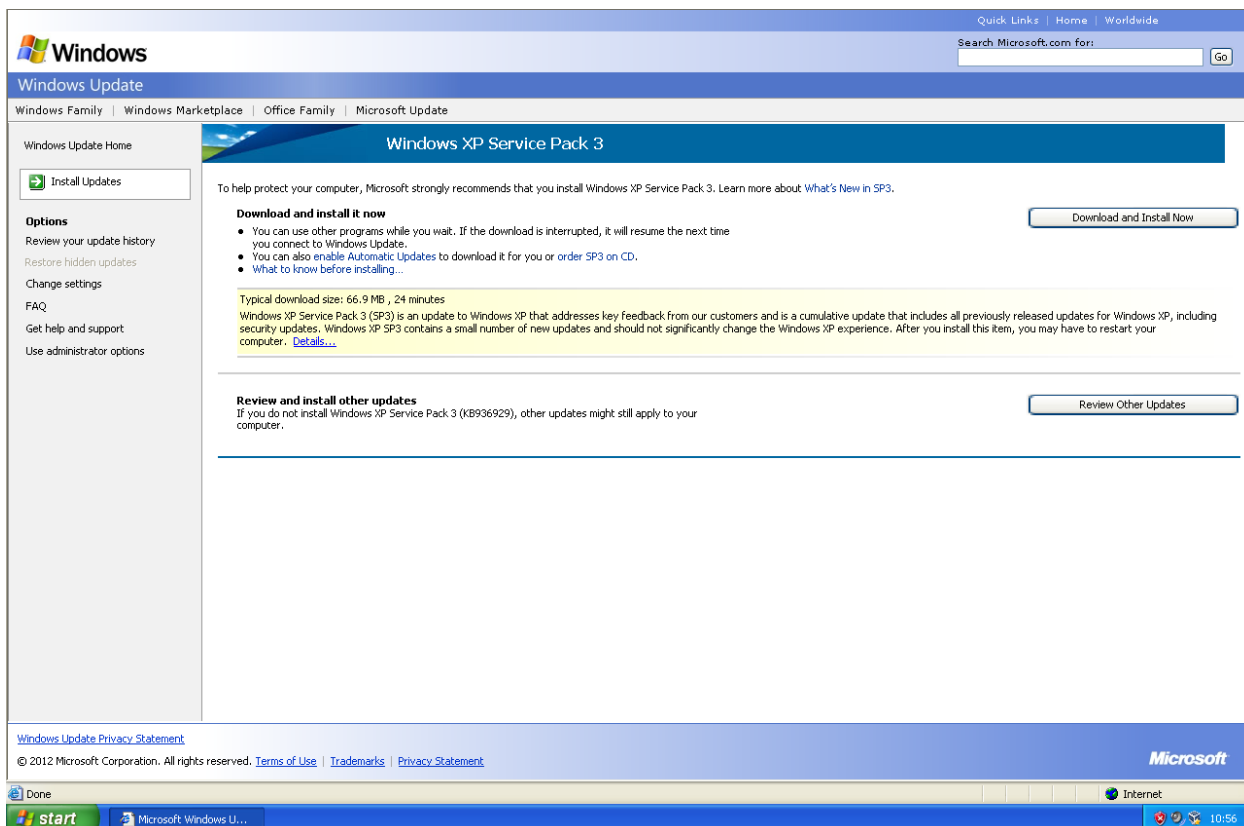 Quick Links | Home | Worldwide
Windows
Search Microsoft.com for:
Go
Windows Update
Windows Family | Windows Marketplace | Office Family | Microsoft Update
Windows Update Home
Install Updates
Options
Review your update history
Restore hidden updates
Change settings
FAQ
Get help and support
Use administrator options
Windows XP Service Pack 3
To help protect your computer, Microsoft strongly recommends that you install Windows XP Service Pack 3. Learn more about What's New in SP3.
Download and install it now
Download and Install Now
• You can use other programs while you wait. If the download is interrupted, it will resume the next time
you connect to Windows Update.
• You can also enable Automatic Updates to download it for you or order SP3 on CD.
• What to know before installing...
Typical download size: 66.9 MB , 24 minutes
Windows XP Service Pack 3 (SP3) is an update to Windows XP that addresses key feedback from our customers and is a cumulative update that includes all previously released updates for Windows XP, including
security updates. Windows XP SP3 contains a small number of new updates and should not significantly change the Windows XP experience. After you install this item, you may have to restart your
computer. Details...
Review and install other updates
Review Other Updates
If you do not install Windows XP Service Pack 3 (KB936929), other updates might still apply to your
computer.
Windows Update Privacy Statement
© 2012 Microsoft Corporation. All rights reserved. Terms of Use | Trademarks | Privacy Statement
Microsoft
Done
Internet
start
Microsoft Windows U...
10:56